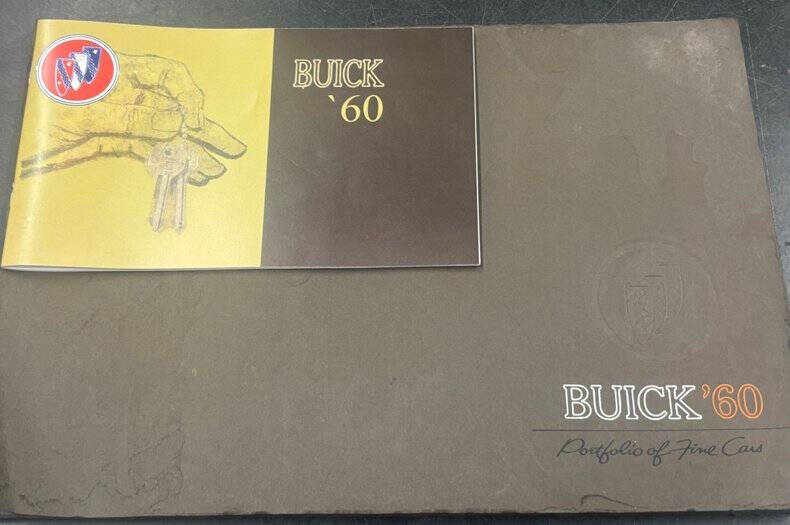 BUICK
‵60
BUICK ’60
Portfolio of Fine Cars